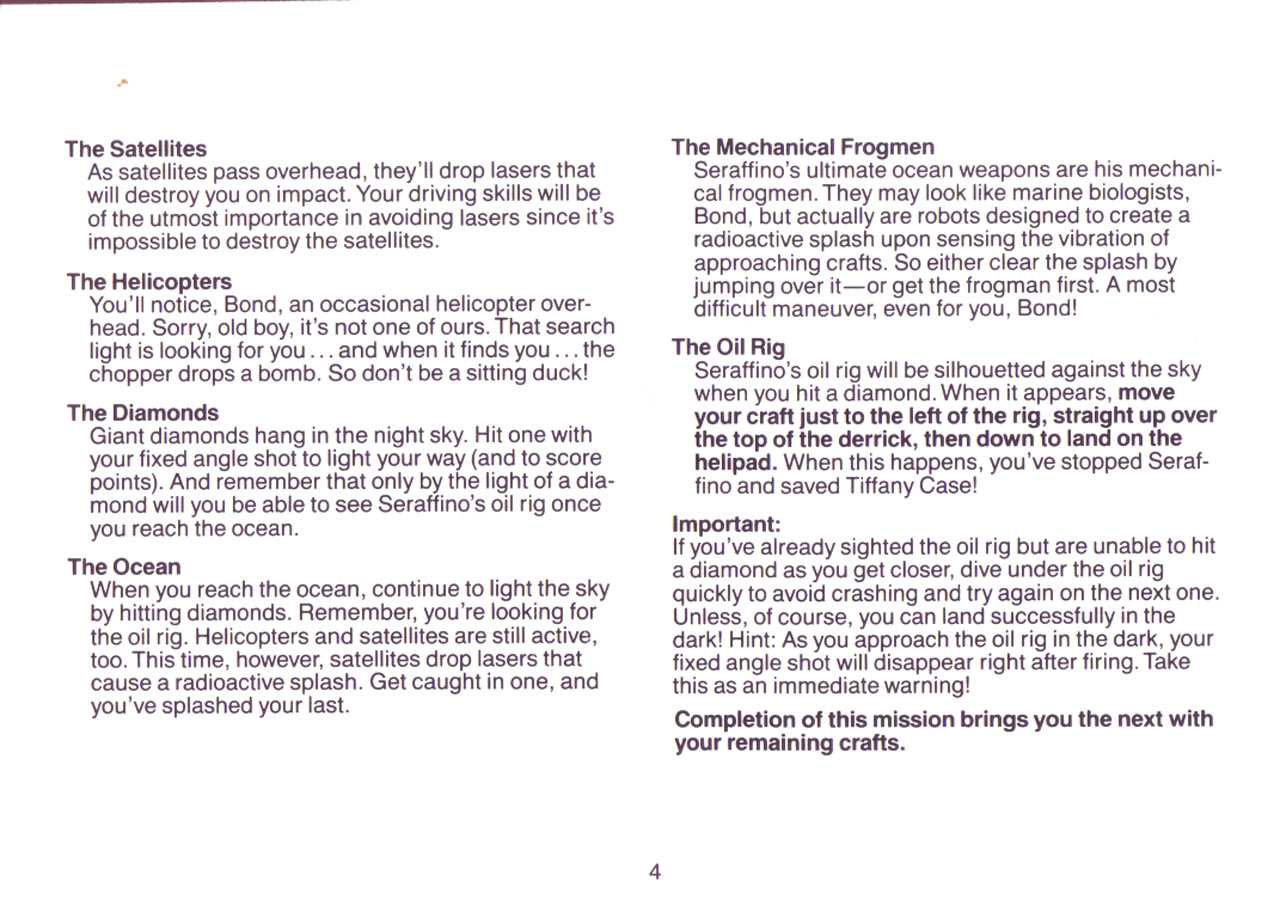 The Satellites
As satellites pass overhead, they'll drop lasers that
will destroy you on impact. Your driving skills will be
of the utmost importance in avoiding lasers since it's
impossible to destroy the satellites.
The Helicopters
You'll notice, Bond, an occasional helicopter over-
head. Sorry, old boy, it's not one of ours. That search
light is looking for you ... and when it finds you ... the
chopper drops a bomb. So don't be a sitting duck!
The Diamonds
Giant diamonds hang in the night sky. Hit one with
your fixed angle shot to light your way (and to score
points). And remember that only by the light of a dia-
mond will you be able to see Seraffino's oil rig once
you reach the ocean.
The Ocean
When you reach the ocean, continue to light the sky
by hitting diamonds. Remember, you're looking for
the oil rig. Helicopters and satellites are still active,
too. This time, however, satellites drop lasers that
cause a radioactive splash. Get caught in one, and
you've splashed your last.
The Mechanical Frogmen
Seraffino's ultimate ocean weapons are his mechani-
cal frogmen. They may look like marine biologists,
Bond, but actually are robots designed to create a
radioactive splash upon sensing the vibration of
approaching crafts. So either clear the splash by
jumping over it—or get the frogman first. A most
difficult maneuver, even for you, Bond!
The Oil Rig
Seraffino's oil rig will be silhouetted against the sky
when you hit a diamond. When it appears, move
your craft just to the left of the rig, straight up over
the top of the derrick, then down to land on the
helipad. When this happens, you've stopped Seraf-
fino and saved Tiffany Case!
Important:
If you've already sighted the oil rig but are unable to hit
a diamond as you get closer, dive under the oil rig
quickly to avoid crashing and try again on the next one.
Unless, of course, you can land successfully in the
dark! Hint: As you approach the oil rig in the dark, your
fixed angle shot will disappear right after firing. Take
this as an immediate warning!
Completion of this mission brings you the next with
your remaining crafts.
4